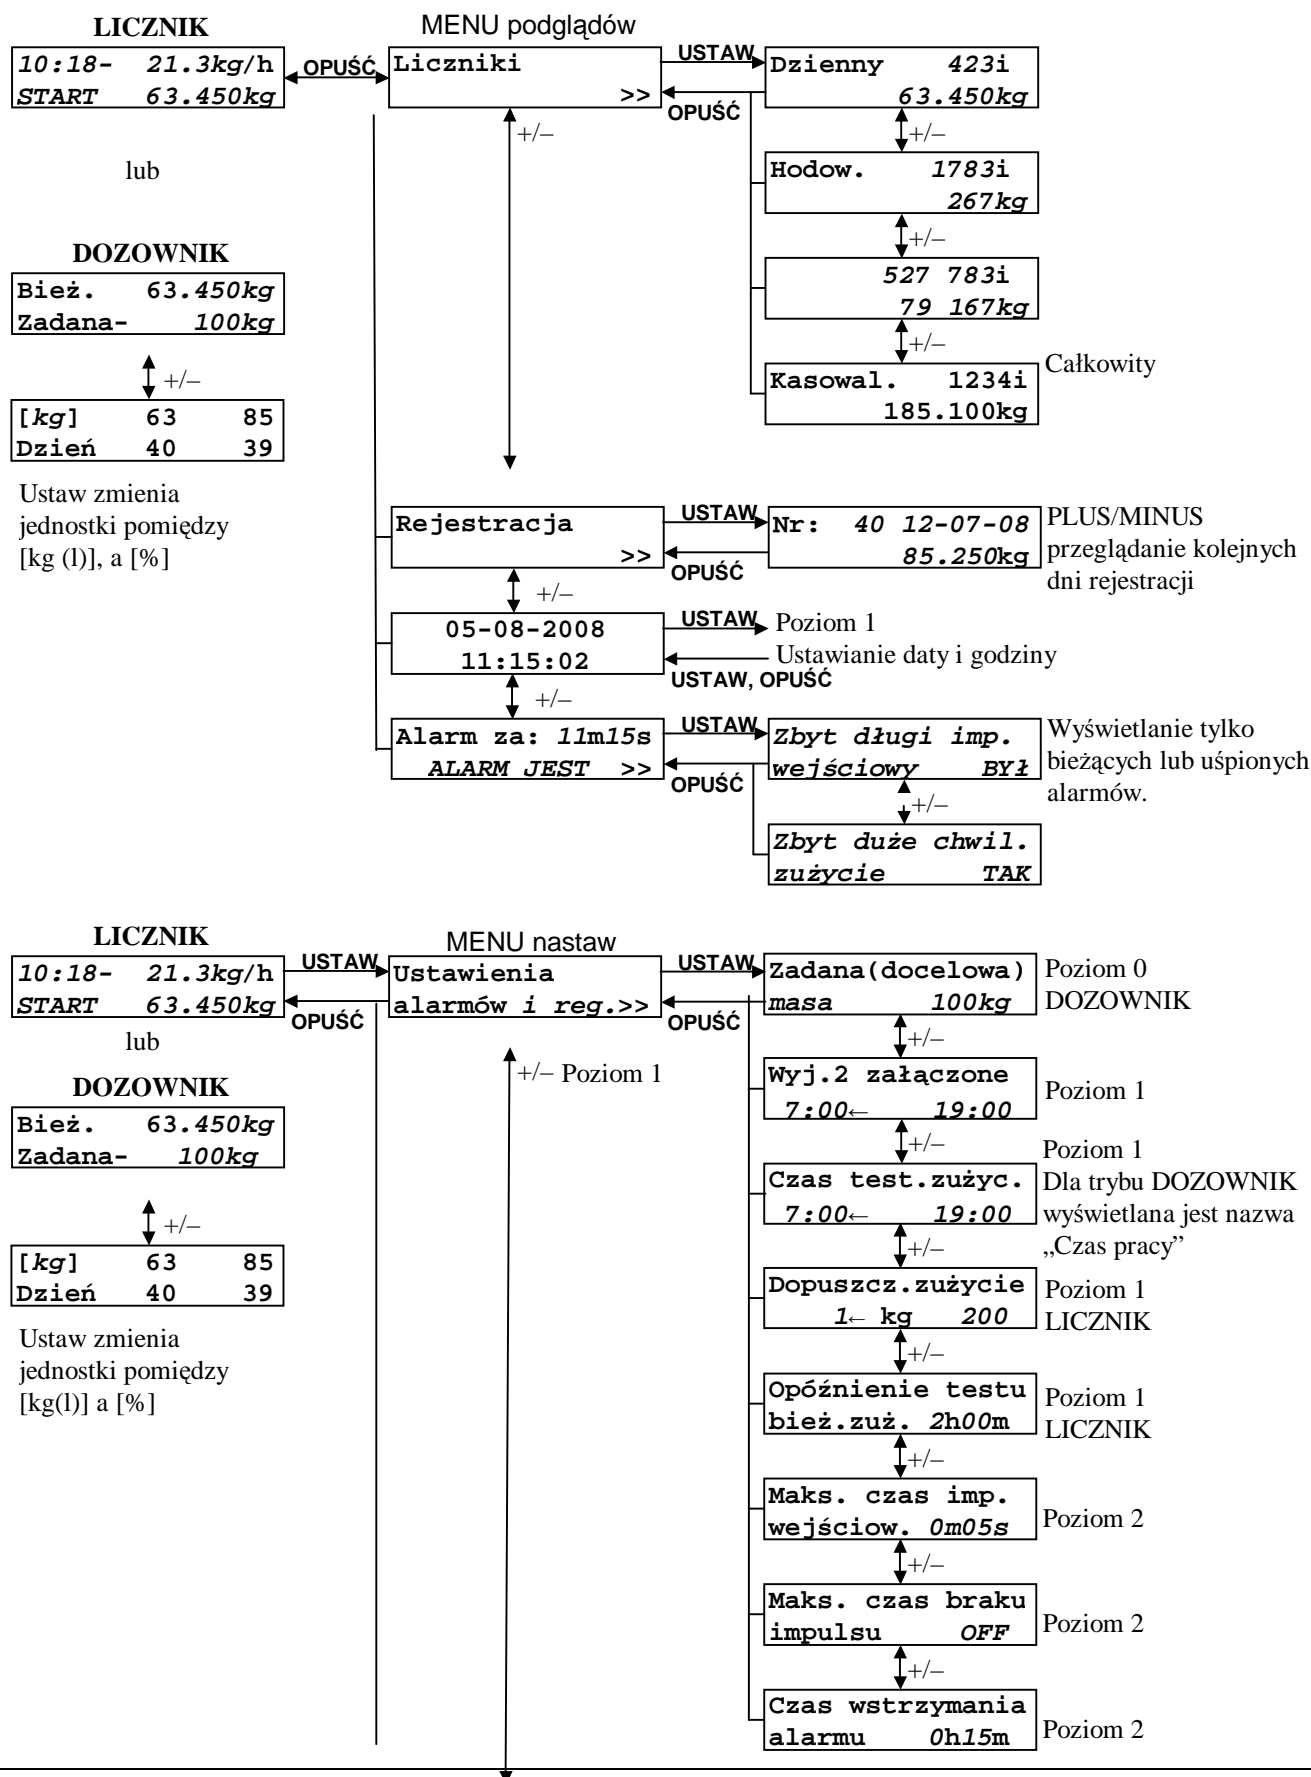 LICZNIK
MENU podglądów
10:18- 21.3kg/h
START 63.450kg
OPUŚĆ
Liczniki
>>
USTAW
OPUŚĆ
Dzienny 423i
63.450kg
+/–
+/–
lub
Hodow. 1783i
267kg
+/–
DOZOWNIK
Bież. 63.450kg
Zadana- 100kg
527 783i
79 167kg
+/–
Całkowity
+/–
[kg] 63 85
Dzień 40 39
Kasowal. 1234i
185.100kg
Ustaw zmienia
jednostki pomiędzy
[kg (l)], a [%]
Rejestracja
>>
USTAW
OPUŚĆ
Nr: 40 12-07-08
85.250kg
PLUS/MINUS
przeglądanie kolejnych
dni rejestracji
+/–
05-08-2008
11:15:02
USTAW
Poziom 1
Ustawianie daty i godziny
USTAW, OPUŚĆ
+/–
Alarm za: 11m15s
ALARM JEST >>
USTAW
OPUŚĆ
Zbyt długi imp.
wejściowy BYŁ
Wyświetlanie tylko
bieżących lub uśpionych
alarmów.
+/–
Zbyt duże chwil.
zużycie TAK
LICZNIK
MENU nastaw
10:18- 21.3kg/h
START 63.450kg
USTAW
OPUŚĆ
Ustawienia
alarmów i reg.>>
USTAW
OPUŚĆ
Zadana(docelowa)
masa 100kg
Poziom 0
DOZOWNIK
lub
+/–
+/– Poziom 1
DOZOWNIK
Wyj.2 załączone
7:00← 19:00
Poziom 1
Bież. 63.450kg
Zadana- 100kg
+/–
Czas test.zużyc.
7:00← 19:00
Poziom 1
Dla trybu DOZOWNIK
wyświetlana jest nazwa
„Czas pracy”
+/–
+/–
[kg] 63 85
Dzień 40 39
Dopuszcz.zużycie
1← kg 200
Poziom 1
LICZNIK
Ustaw zmienia
jednostki pomiędzy
[kg(l)] a [%]
+/–
Opóźnienie testu
bież.zuż. 2h00m
Poziom 1
LICZNIK
+/–
Maks. czas imp.
wejściow. 0m05s
Poziom 2
+/–
Maks. czas braku
impulsu OFF
Poziom 2
+/–
Czas wstrzymania
alarmu 0h15m
Poziom 2